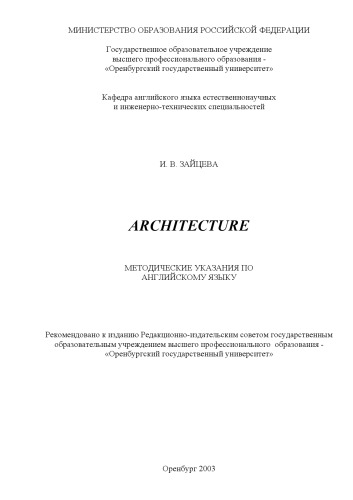 МИНИСТЕРСТВО ОБРАЗОВАНИЯ РОССИЙСКОЙ ФЕДЕРАЦИИ
Государственное образовательное учреждение
высшего профессионального образования -
«Оренбургский государственный университет»
Кафедра английского языка естественнонаучных
и инженерно-технических специальностей
И. В. ЗАЙЦЕВА
ARCHITECTURE
МЕТОДИЧЕСКИЕ УКАЗАНИЯ ПО
АНГЛИЙСКОМУ ЯЗЫКУ
Рекомендовано к изданию Редакционно-издательским советом государственным
образовательным учреждением высшего профессионального образования -
«Оренбургский государственный университет»
Оренбург 2003